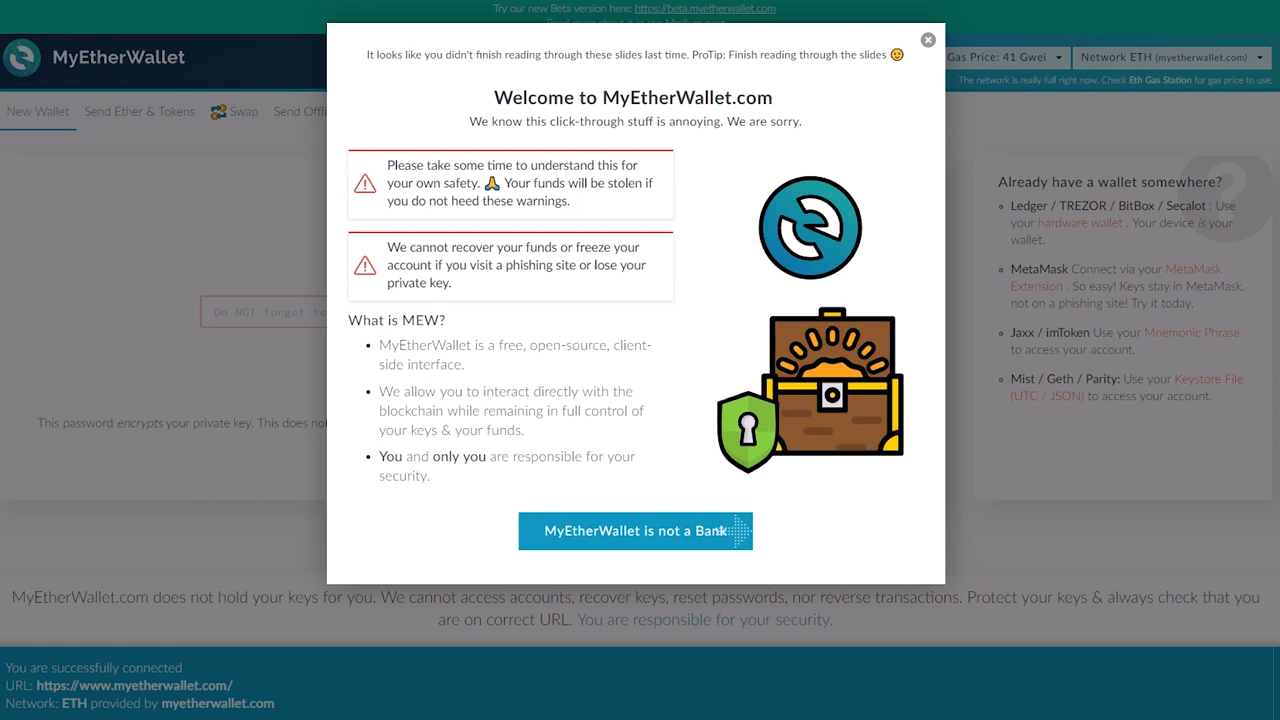 Try our new Beta version here: https://beta.myetherwallet.com
MyEtherWallet
Gas Price: 41 Gwei
Network ETH (myetherwallet.com)
The network is really full right now. Check Eth Gas Station for gas price to use.
New Wallet
Send Ether & Tokens
Swap
Send Offli
It looks like you didn't finish reading through these slides last time. ProTip: Finish reading through the slides 😉
Welcome to MyEtherWallet.com
We know this click-through stuff is annoying. We are sorry.
Please take some time to understand this for
your own safety. 🙏 Your funds will be stolen if
you do not heed these warnings.
We cannot recover your funds or freeze your
account if you visit a phishing site or lose your
private key.
What is MEW?
• MyEtherWallet is a free, open-source, client-
side interface.
• We allow you to interact directly with the
blockchain while remaining in full control of
your keys & your funds.
• You and only you are responsible for your
security.
MyEtherWallet is not a Bank
Do NOT forget to
This password encrypts your private key. This does no
Already have a wallet somewhere?
Ledger / TREZOR / BitBox / Secalot : Use
your hardware wallet . Your device is your
wallet.
MetaMask Connect via your MetaMask
Extension . So easy! Keys stay in MetaMask,
not on a phishing site! Try it today.
Jaxx / imToken Use your Mnemonic Phrase
to access your account.
Mist / Geth / Parity: Use your Keystore File
(UTC / JSON) to access your account.
MyEtherWallet.com does not hold your keys for you. We cannot access accounts, recover keys, reset passwords, nor reverse transactions. Protect your keys & always check that you
are on correct URL. You are responsible for your security.
You are successfully connected
URL: https://www.myetherwallet.com/
Network: ETH provided by myetherwallet.com